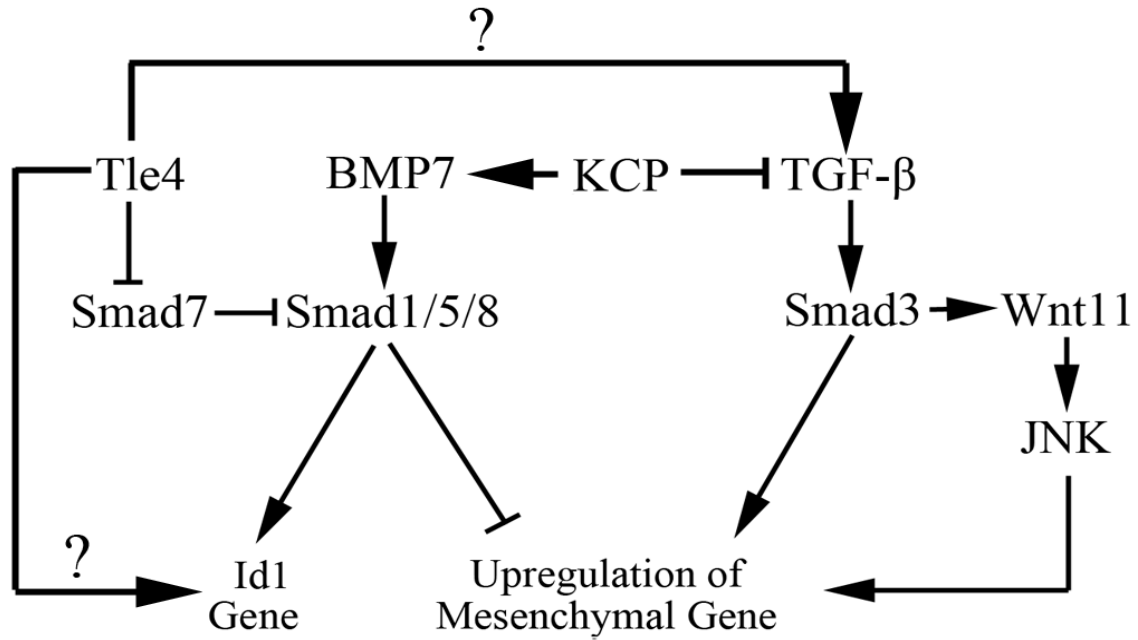 ?
Tle4 BMP7 KCP TGF-β
Smad7 Smad1/5/8 Smad3 Wnt11
JNK
?
Id1
Gene
Upregulation of
Mesenchymal Gene